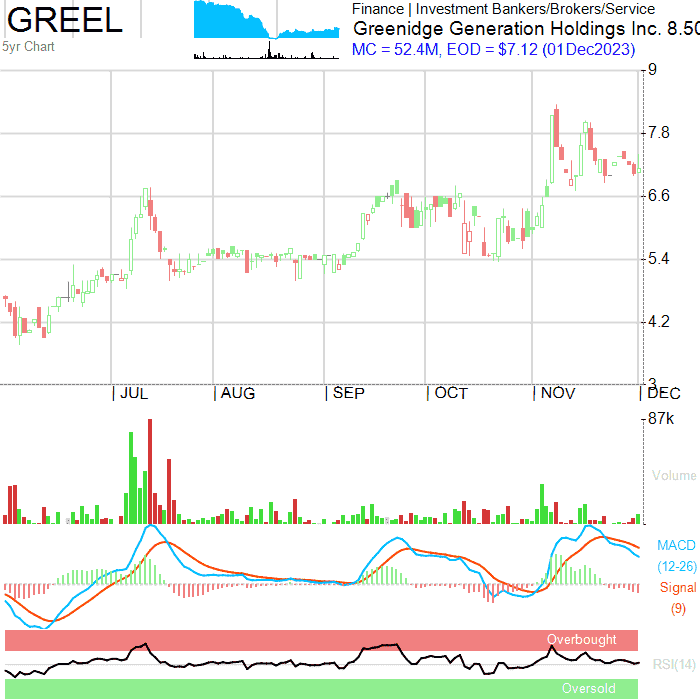 GREEL
5yr Chart
Finance | Investment Bankers/Brokers/Service
Greenidge Generation Holdings Inc. 8.50
MC = 52.4M, EOD = $7.12 (01Dec2023)
9
7.8
6.6
5.4
4.2
3
| JUL | AUG | SEP | OCT | NOV | DEC
87k
Volume
MACD
(12-26)
Signal
(9)
Overbought
RSI(14)
Oversold